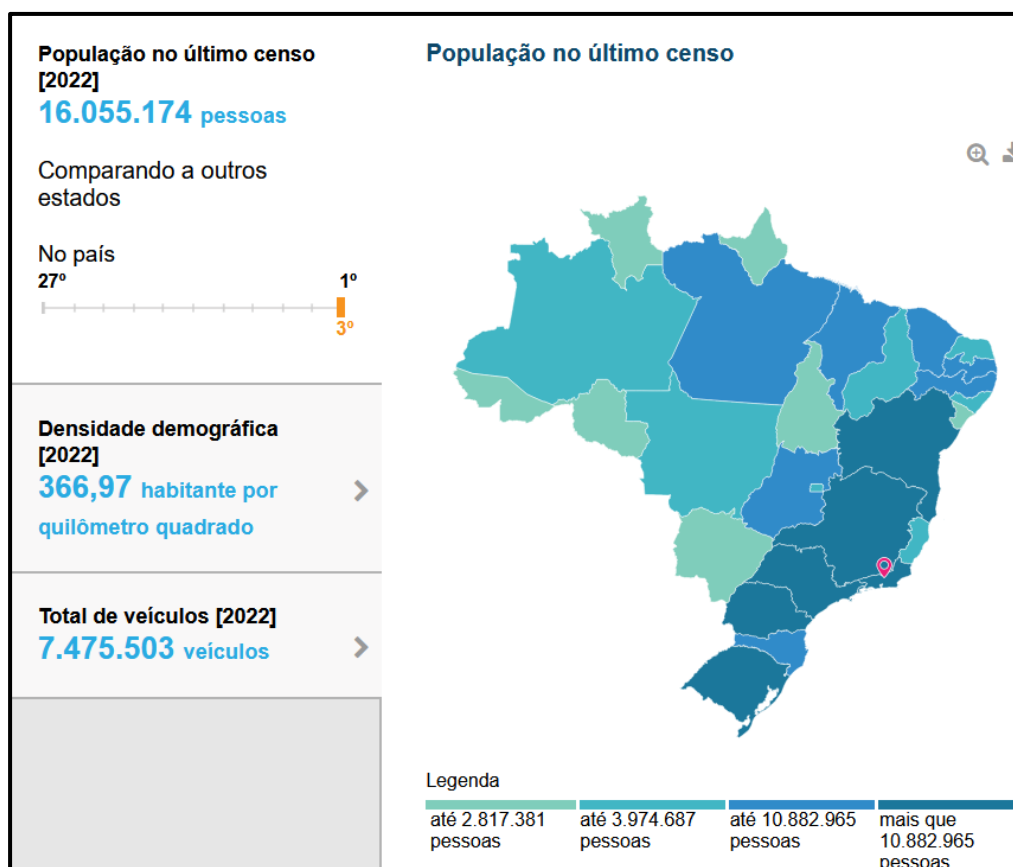 População no último censo
[2022]
16.055.174 pessoas
Comparando a outros
estados
No país
27º 1º
3º
Densidade demográfica
[2022]
366,97 habitante por
quilômetro quadrado
Total de veículos [2022]
7.475.503 veículos
População no último censo
Legenda
até 2.817.381
pessoas
até 3.974.687
pessoas
até 10.882.965
pessoas
mais que
10.882.965
pessoas